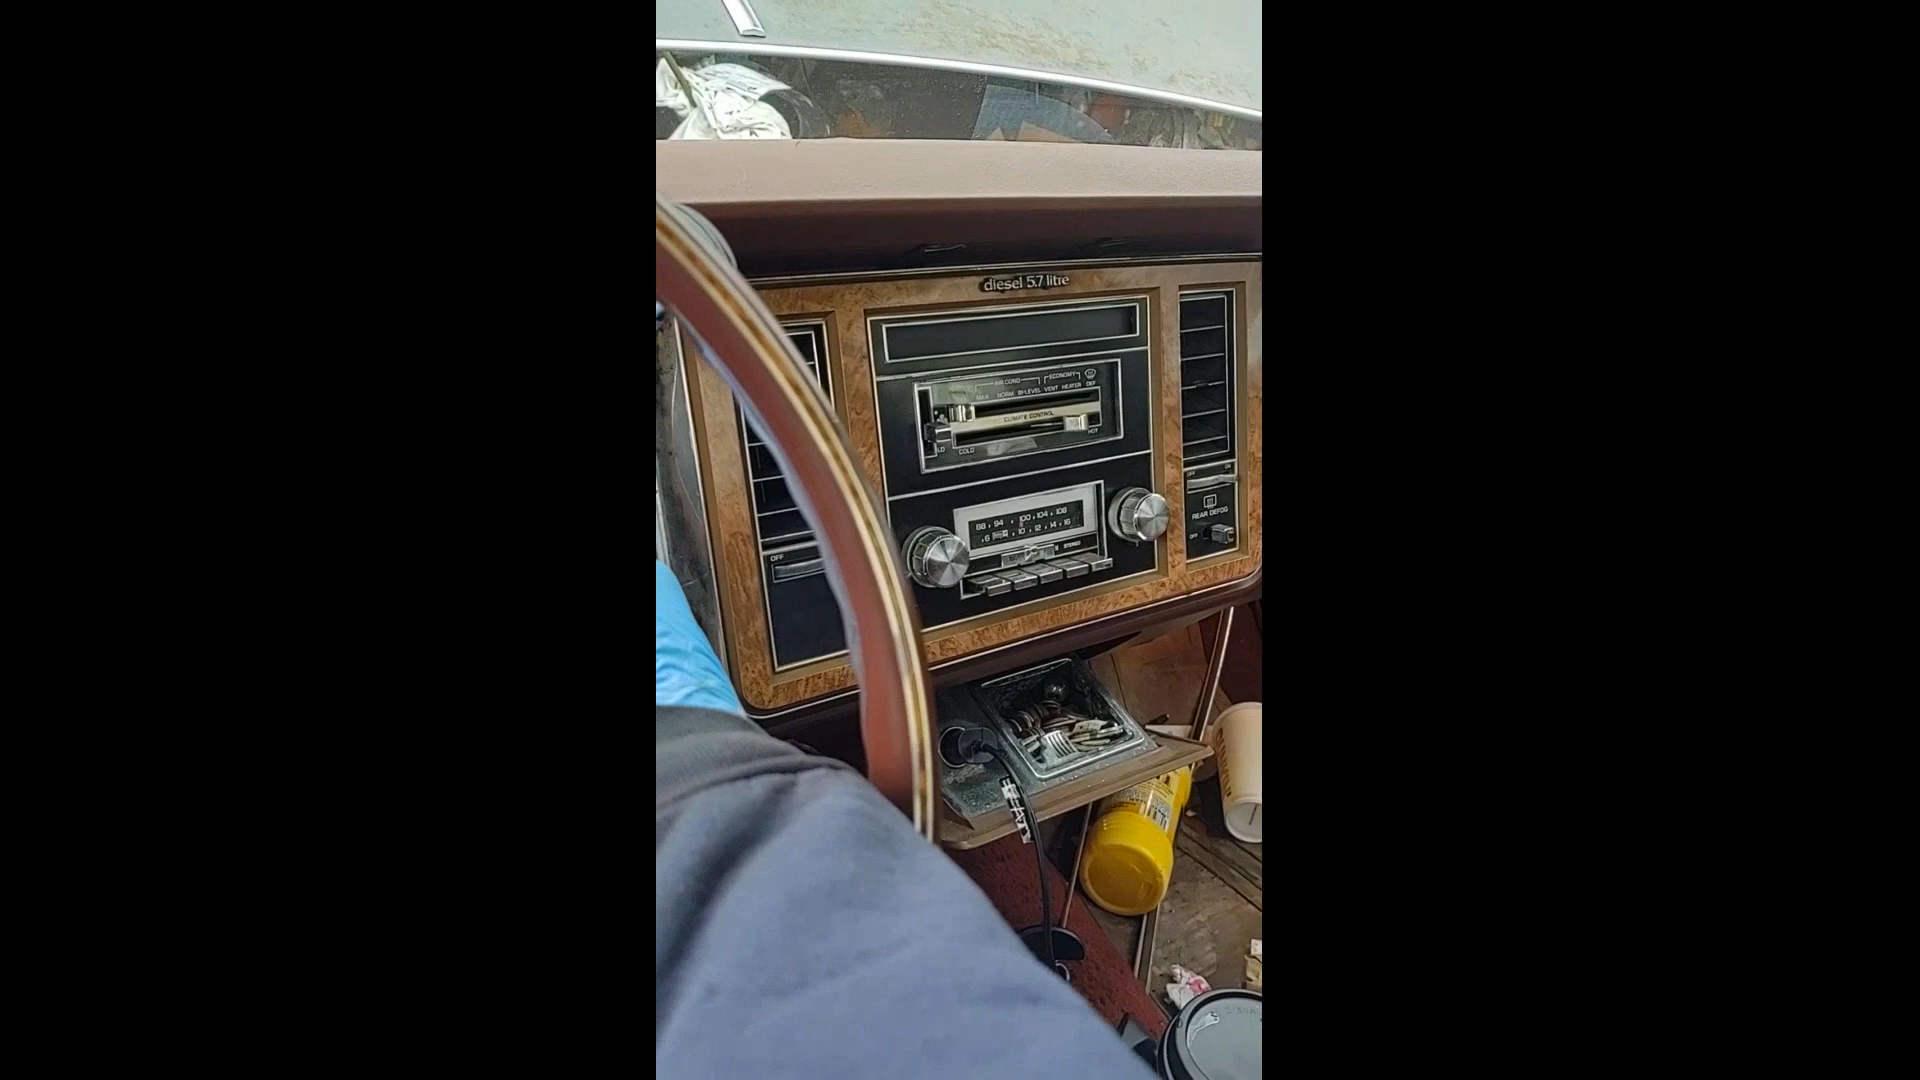 diesel 5.7 litre
AIR COND ECONOMY
MAX NORM BI-LEVEL VENT HEATER DEF
CLIMATE CONTROL
COLD HOT
88 94 100 104 108
6 10 12 14 16
STEREO
OFF ON
REAR DEFOG
OFF
OFF